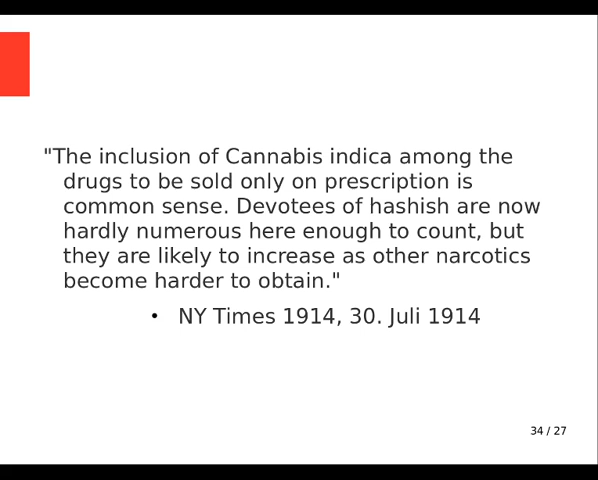 "The inclusion of Cannabis indica among the
drugs to be sold only on prescription is
common sense. Devotees of hashish are now
hardly numerous here enough to count, but
they are likely to increase as other narcotics
become harder to obtain."
• NY Times 1914, 30. Juli 1914
34 / 27